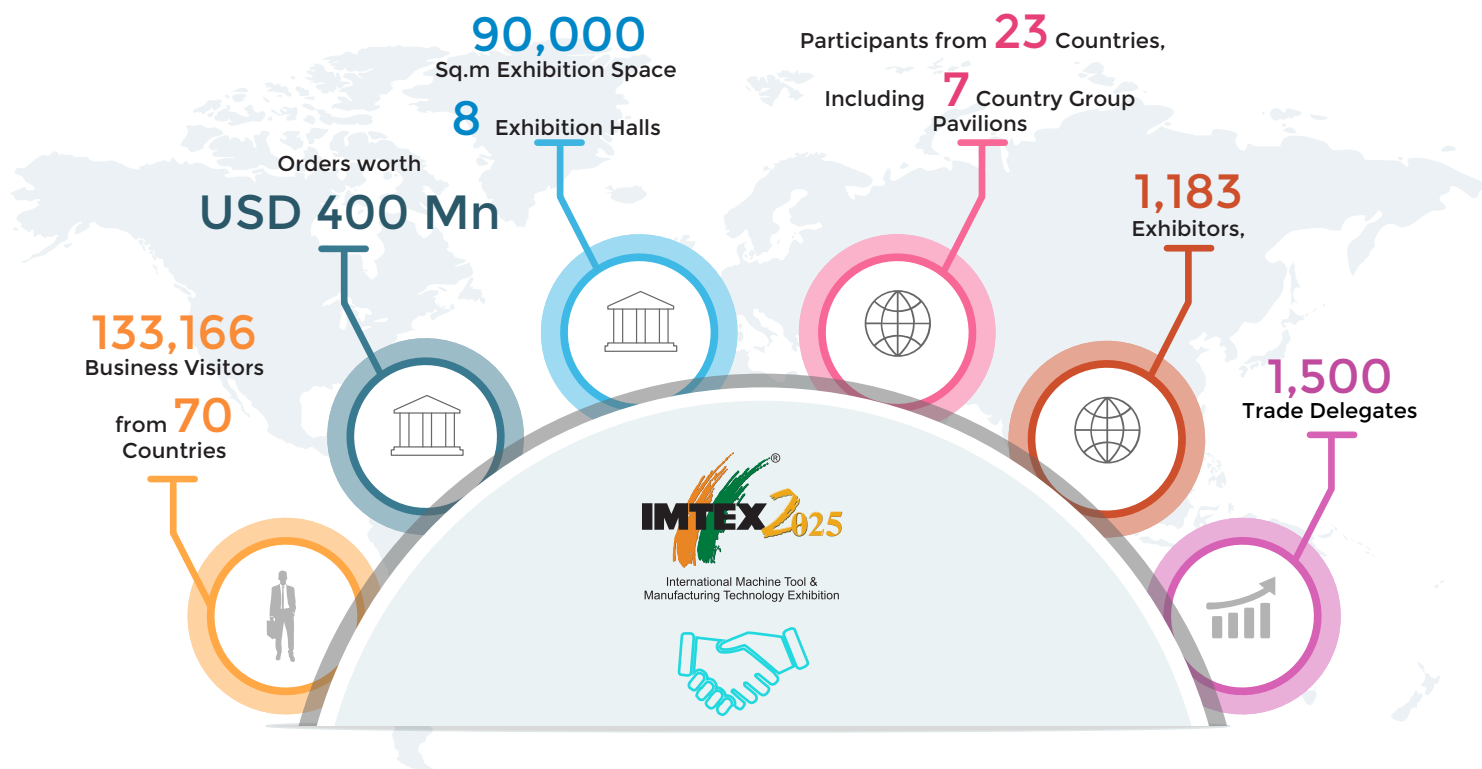 133,166
Business Visitors
from 70
Countries
Orders worth
USD 400 Mn
90,000
Sq.m Exhibition Space
8 Exhibition Halls
Participants from 23 Countries,
Including 7 Country Group
Pavilions
1,183
Exhibitors,
1,500
Trade Delegates
IMTEX 2025 ®
International Machine Tool &
Manufacturing Technology Exhibition